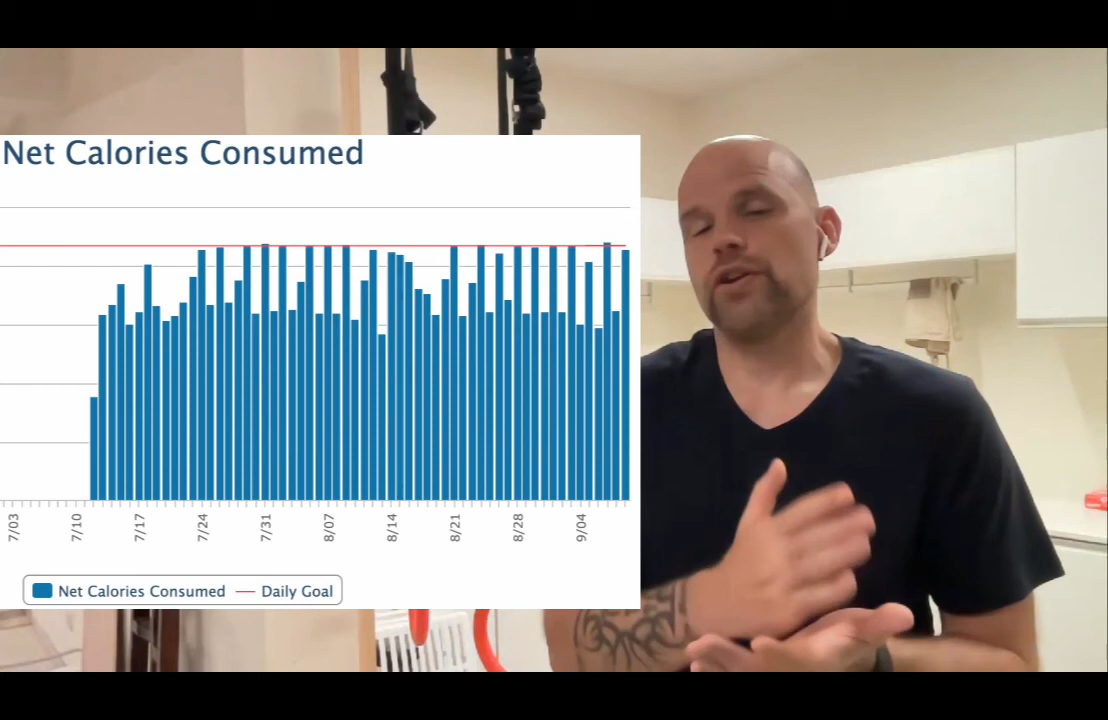 Net Calories Consumed
7/03 7/10 7/17 7/24 7/31 8/07 8/14 8/21 8/28 9/04
Net Calories Consumed Daily Goal